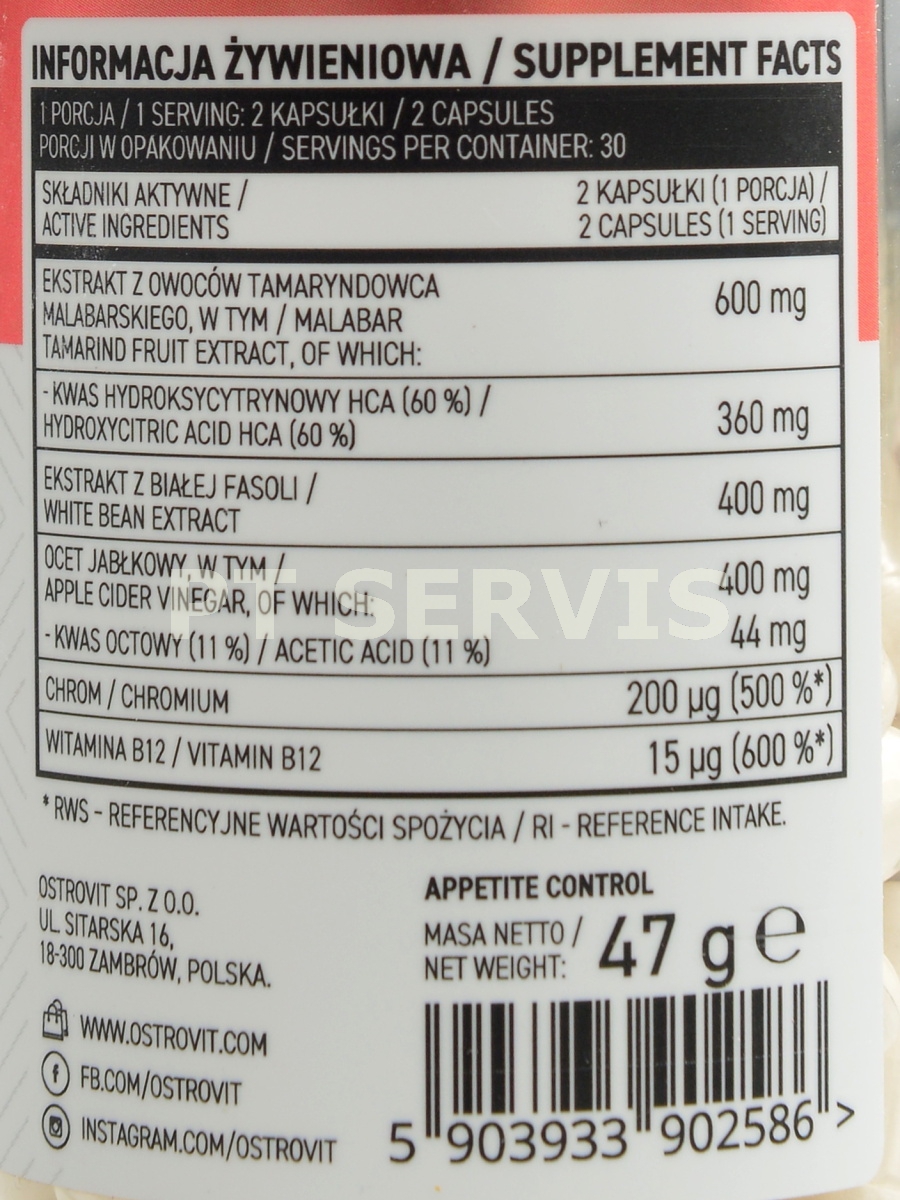 INFORMACJA ŻYWIENIOWA / SUPPLEMENT FACTS
1 PORCJA / 1 SERVING: 2 KAPSUŁKI / 2 CAPSULES
PORCJI W OPAKOWANIU / SERVINGS PER CONTAINER: 30
SKŁADNIKI AKTYWNE / 2 KAPSUŁKI (1 PORCJA) /
ACTIVE INGREDIENTS 2 CAPSULES (1 SERVING)
EKSTRAKT Z OWOCÓW TAMARYNDOWCA 600 mg
MALABARSKIEGO, W TYM / MALABAR
TAMARIND FRUIT EXTRACT, OF WHICH:
- KWAS HYDROKSYCYTRYNOWY HCA (60 %) / 360 mg
HYDROXYCITRIC ACID HCA (60 %)
EKSTRAKT Z BIAŁEJ FASOLI / 400 mg
WHITE BEAN EXTRACT
OCET JABŁKOWY, W TYM / 400 mg
APPLE CIDER VINEGAR, OF WHICH:
PT SERVIS
- KWAS OCTOWY (11 %) / ACETIC ACID (11 %) 44 mg
CHROM / CHROMIUM 200 µg (500 %*)
WITAMINA B12 / VITAMIN B12 15 µg (600 %*)
* RWS - REFERENCYJNE WARTOŚCI SPOŻYCIA / RI - REFERENCE INTAKE.
OSTROVIT SP. Z O.O.
UL. SITARSKA 16,
18-300 ZAMBRÓW, POLSKA.
WWW.OSTROVIT.COM
FB.COM/OSTROVIT
INSTAGRAM.COM/OSTROVIT
APPETITE CONTROL
MASA NETTO / 47 g e
NET WEIGHT:
5 903933 902586 >